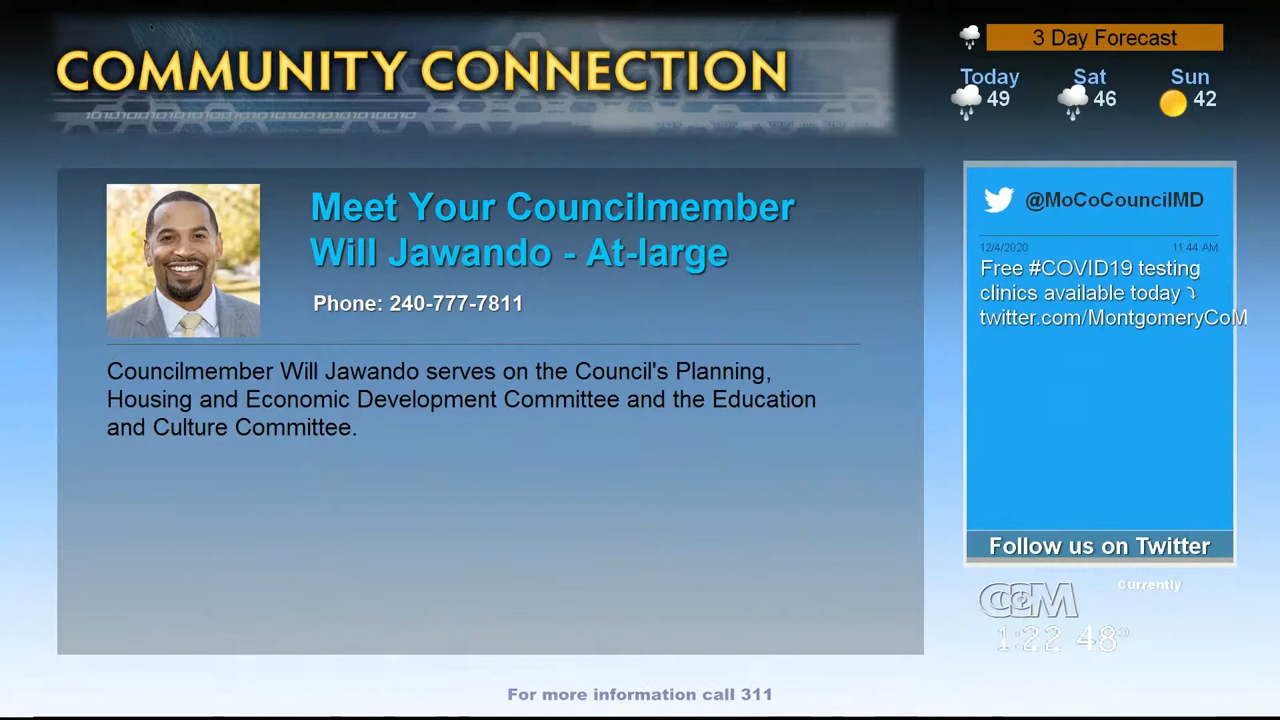 COMMUNITY CONNECTION
3 Day Forecast
Today Sat Sun
49 46 42
Meet Your Councilmember
Will Jawando - At-large
Phone: 240-777-7811
Councilmember Will Jawando serves on the Council's Planning,
Housing and Economic Development Committee and the Education
and Culture Committee.
@MoCoCouncilMD
12/4/2020 11:44 AM
Free #COVID19 testing
clinics available today ⤵
twitter.com/MontgomeryCoM
Follow us on Twitter
CCM Currently
1:22 48°
For more information call 311